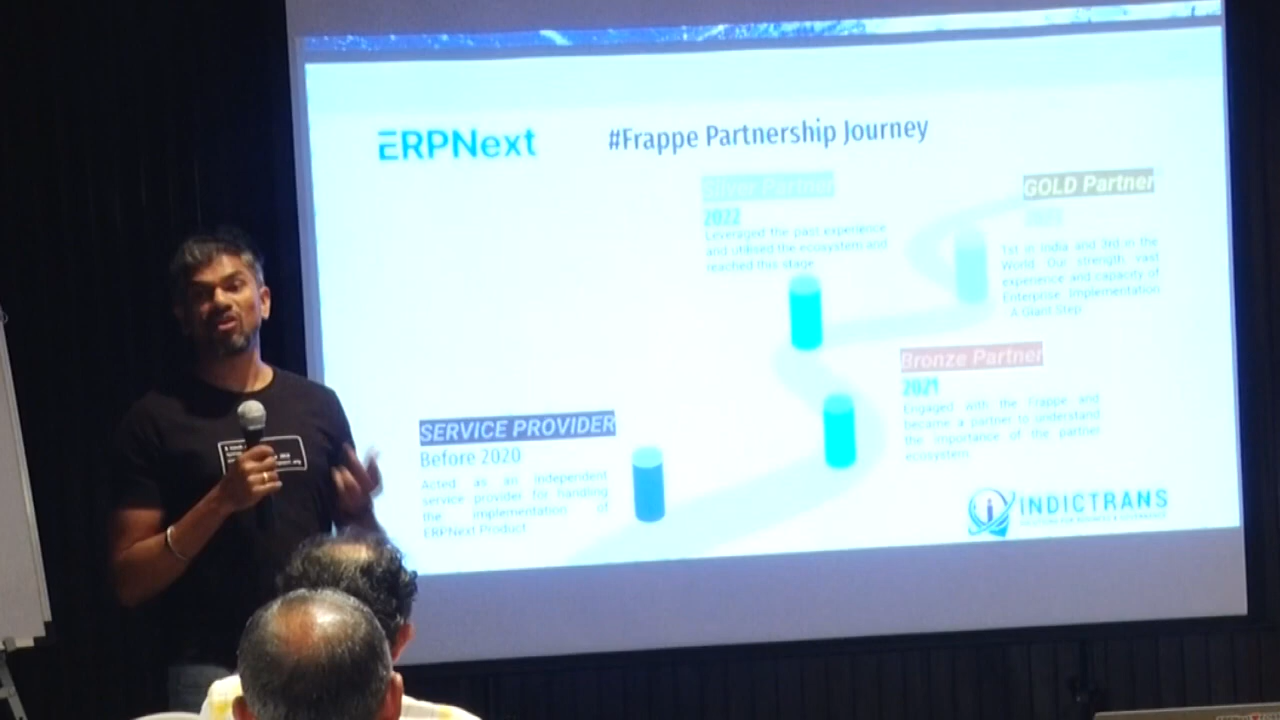 ERPNext
#Frappe Partnership Journey
Silver Partner
2022
Leveraged the past experience
and utilised the ecosystem and
reached this stage
GOLD Partner
1st in India and 3rd in the
World. Our strength vast
experience and capacity of
Enterprise Implementation
A Giant Step
Bronze Partner
2021
Engaged with the Frappe and
became a partner to understand
the importance of the partner
ecosystem
SERVICE PROVIDER
Before 2020
Acted as an independent
service provider for handling
the implementation of
ERPNext Product
INDICTRANS